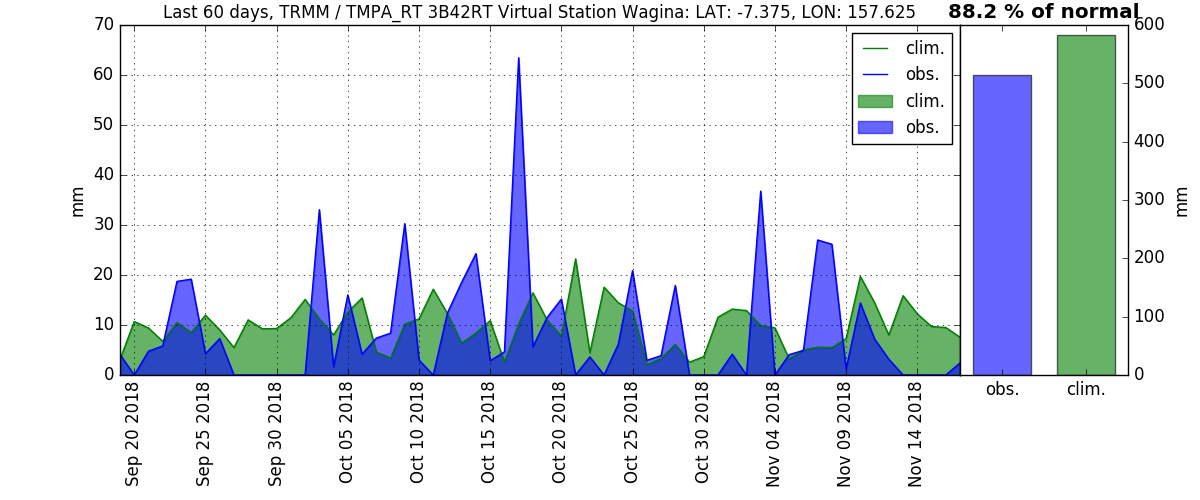 Last 60 days, TRMM / TMPA_RT 3B42RT Virtual Station Wagina: LAT: -7.375, LON: 157.625
88.2 % of normal
70
60
50
40
30
20
10
0
mm
clim.
obs.
clim.
obs.
Sep 20 2018
Sep 25 2018
Sep 30 2018
Oct 05 2018
Oct 10 2018
Oct 15 2018
Oct 20 2018
Oct 25 2018
Oct 30 2018
Nov 04 2018
Nov 09 2018
Nov 14 2018
600
500
400
300
200
100
0
mm
obs.
clim.